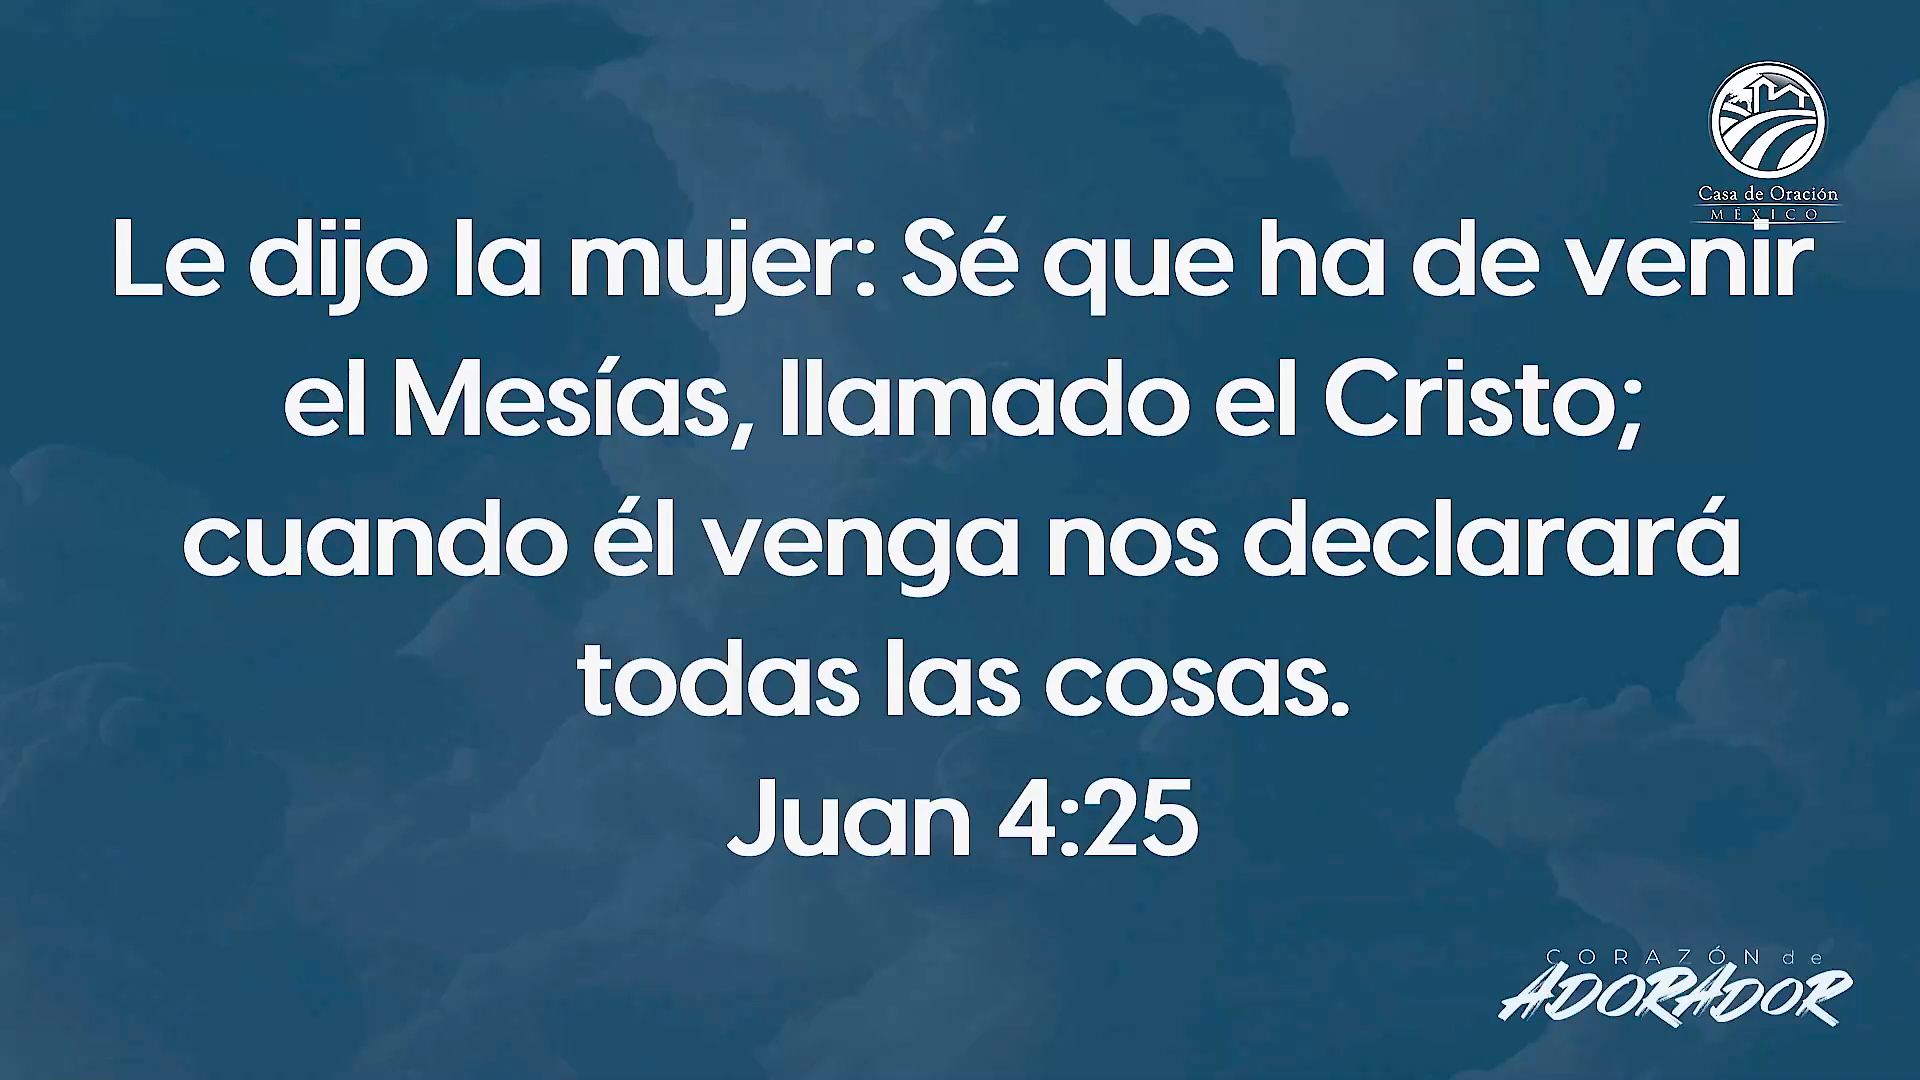 Casa de Oración
MÉXICO
Le dijo la mujer: Sé que ha de venir
el Mesías, llamado el Cristo;
cuando él venga nos declarará
todas las cosas.
Juan 4:25
CORAZÓN de
ADORADOR